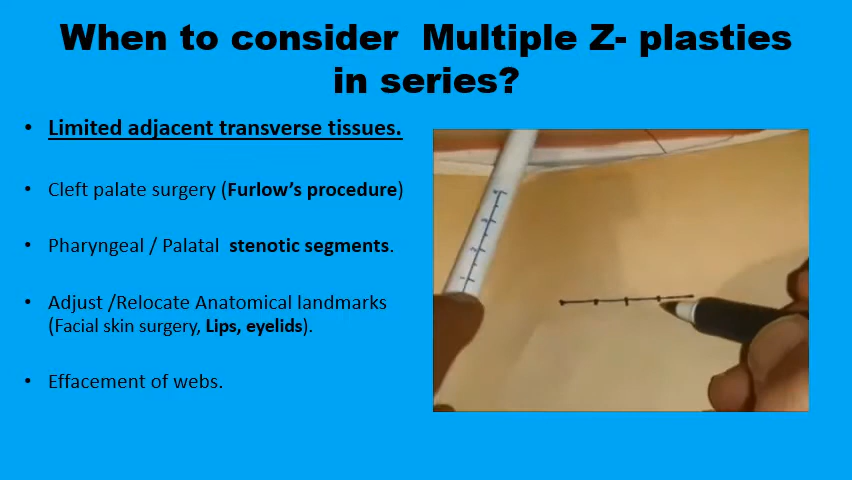 When to consider  Multiple Z- plasties
in series?
• Limited adjacent transverse tissues.
• Cleft palate surgery (Furlow’s procedure)
• Pharyngeal / Palatal  stenotic segments.
• Adjust /Relocate Anatomical landmarks
(Facial skin surgery, Lips, eyelids).
• Effacement of webs.